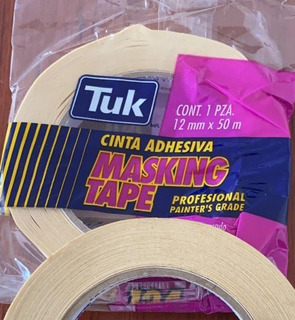 Tuk
CONT. 1 PZA.
12 mm x 50 m
CINTA ADHESIVA
MASKING
TAPE
PROFESIONAL
PAINTER'S GRADE